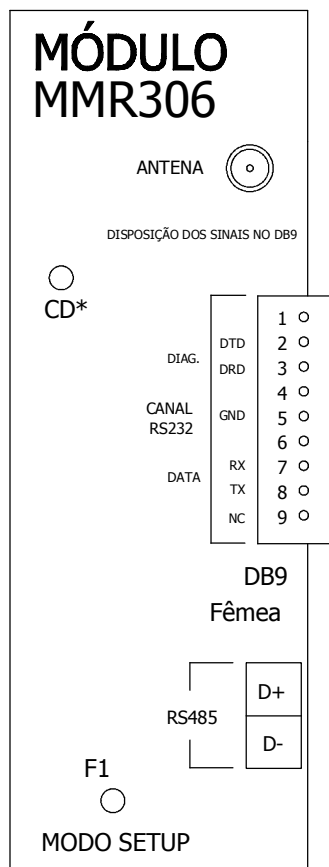 MÓDULO
MMR306
ANTENA
DISPOSIÇÃO DOS SINAIS NO DB9
CD*
1
DTD 2
DIAG.
DRD 3
4
CANAL
RS232
GND 5
6
RX 7
DATA
TX 8
NC 9
DB9
Fêmea
D+
RS485
D-
F1
MODO SETUP